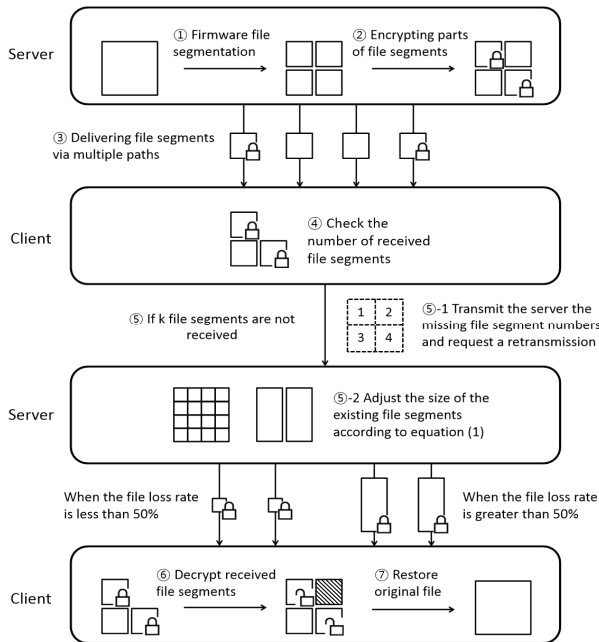 Server
① Firmware file
segmentation
② Encrypting parts
of file segments
③ Delivering file segments
via multiple paths
Client
④ Check the
number of received
file segments
⑤ If k file segments are not
received
1 2
3 4
⑤-1 Transmit the server the
missing file segment numbers
and request a retransmission
Server
⑤-2 Adjust the size of the
existing file segments
according to equation (1)
When the file loss rate
is less than 50%
When the file loss rate
is greater than 50%
Client
⑥ Decrypt received
file segments
⑦ Restore
original file